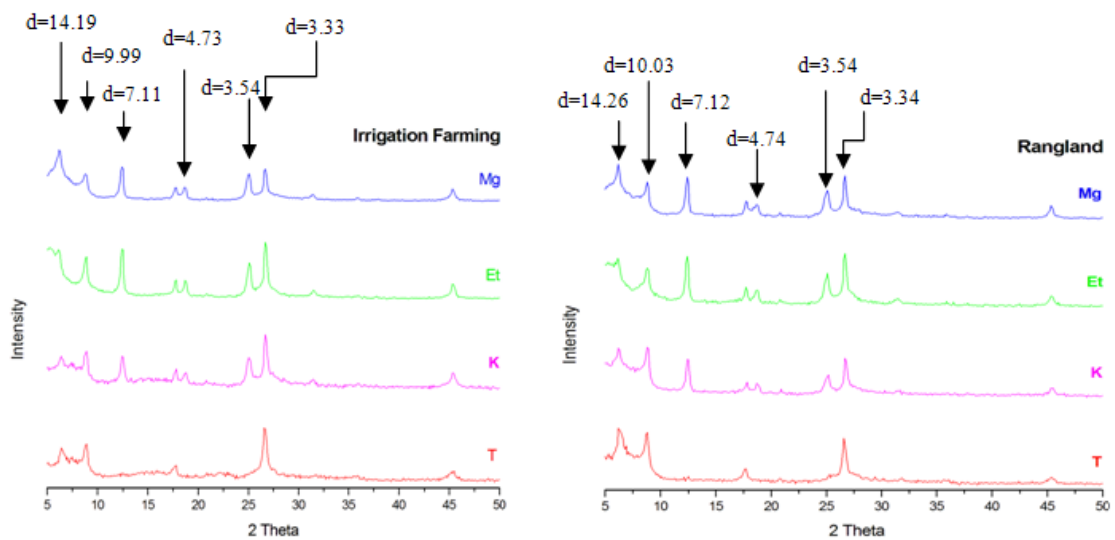 d=14.19
d=9.99
d=7.11
d=4.73
d=3.54
d=3.33
Irrigation Farming
Mg
Et
K
T
Intensity
5 10 15 20 25 30 35 40 45 50
2 Theta
d=14.26
d=10.03
d=7.12
d=4.74
d=3.54
d=3.34
Rangland
Mg
Et
K
T
Intensity
5 10 15 20 25 30 35 40 45 50
2 Theta